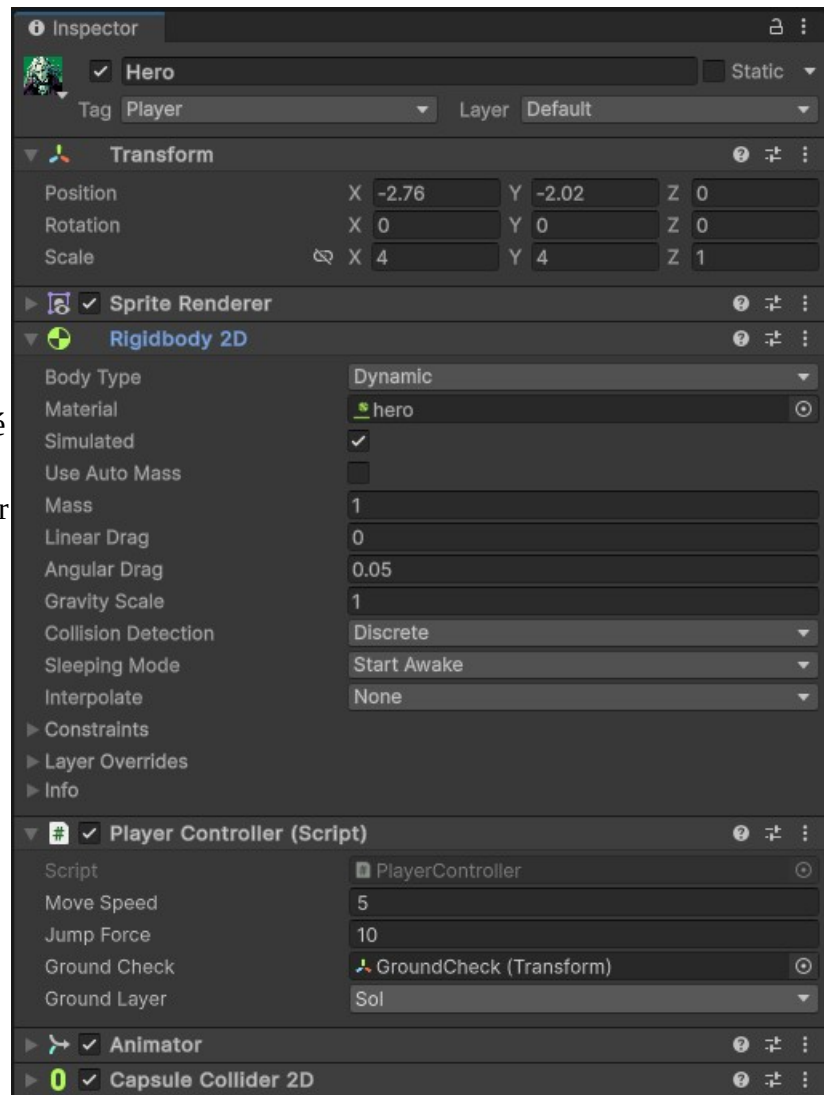 Inspector
Hero Static
Tag Player Layer Default
Transform
Position X -2.76 Y -2.02 Z 0
Rotation X 0 Y 0 Z 0
Scale X 4 Y 4 Z 1
Sprite Renderer
Rigidbody 2D
Body Type Dynamic
Material hero
é
Simulated
Use Auto Mass
r Mass 1
Linear Drag 0
Angular Drag 0.05
Gravity Scale 1
Collision Detection Discrete
Sleeping Mode Start Awake
Interpolate None
Constraints
Layer Overrides
Info
# Player Controller (Script)
Script # PlayerController
Move Speed 5
Jump Force 10
Ground Check GroundCheck (Transform)
Ground Layer Sol
Animator
Capsule Collider 2D